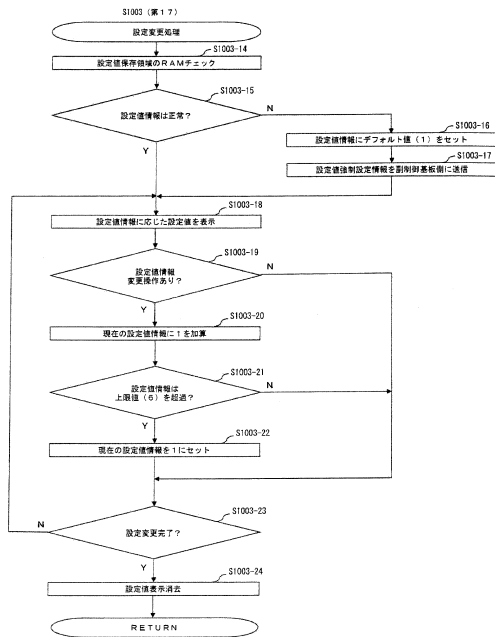 S1003(第17)
設定変更処理
S1003-14
設定値保存領域のRAMチェック
S1003-15
設定値情報は正常?
N
Y
S1003-16
設定値情報にデフォルト値(1)をセット
S1003-17
設定値強制設定情報を副制御基板側に送信
S1003-18
設定値情報に応じた設定値を表示
S1003-19
設定値情報
変更操作あり?
N
Y
S1003-20
現在の設定値情報に1を加算
S1003-21
設定値情報は
上限値(6)を超過?
N
Y
S1003-22
現在の設定値情報を1にセット
S1003-23
設定変更完了?
N
Y
S1003-24
設定値表示消去
RETURN